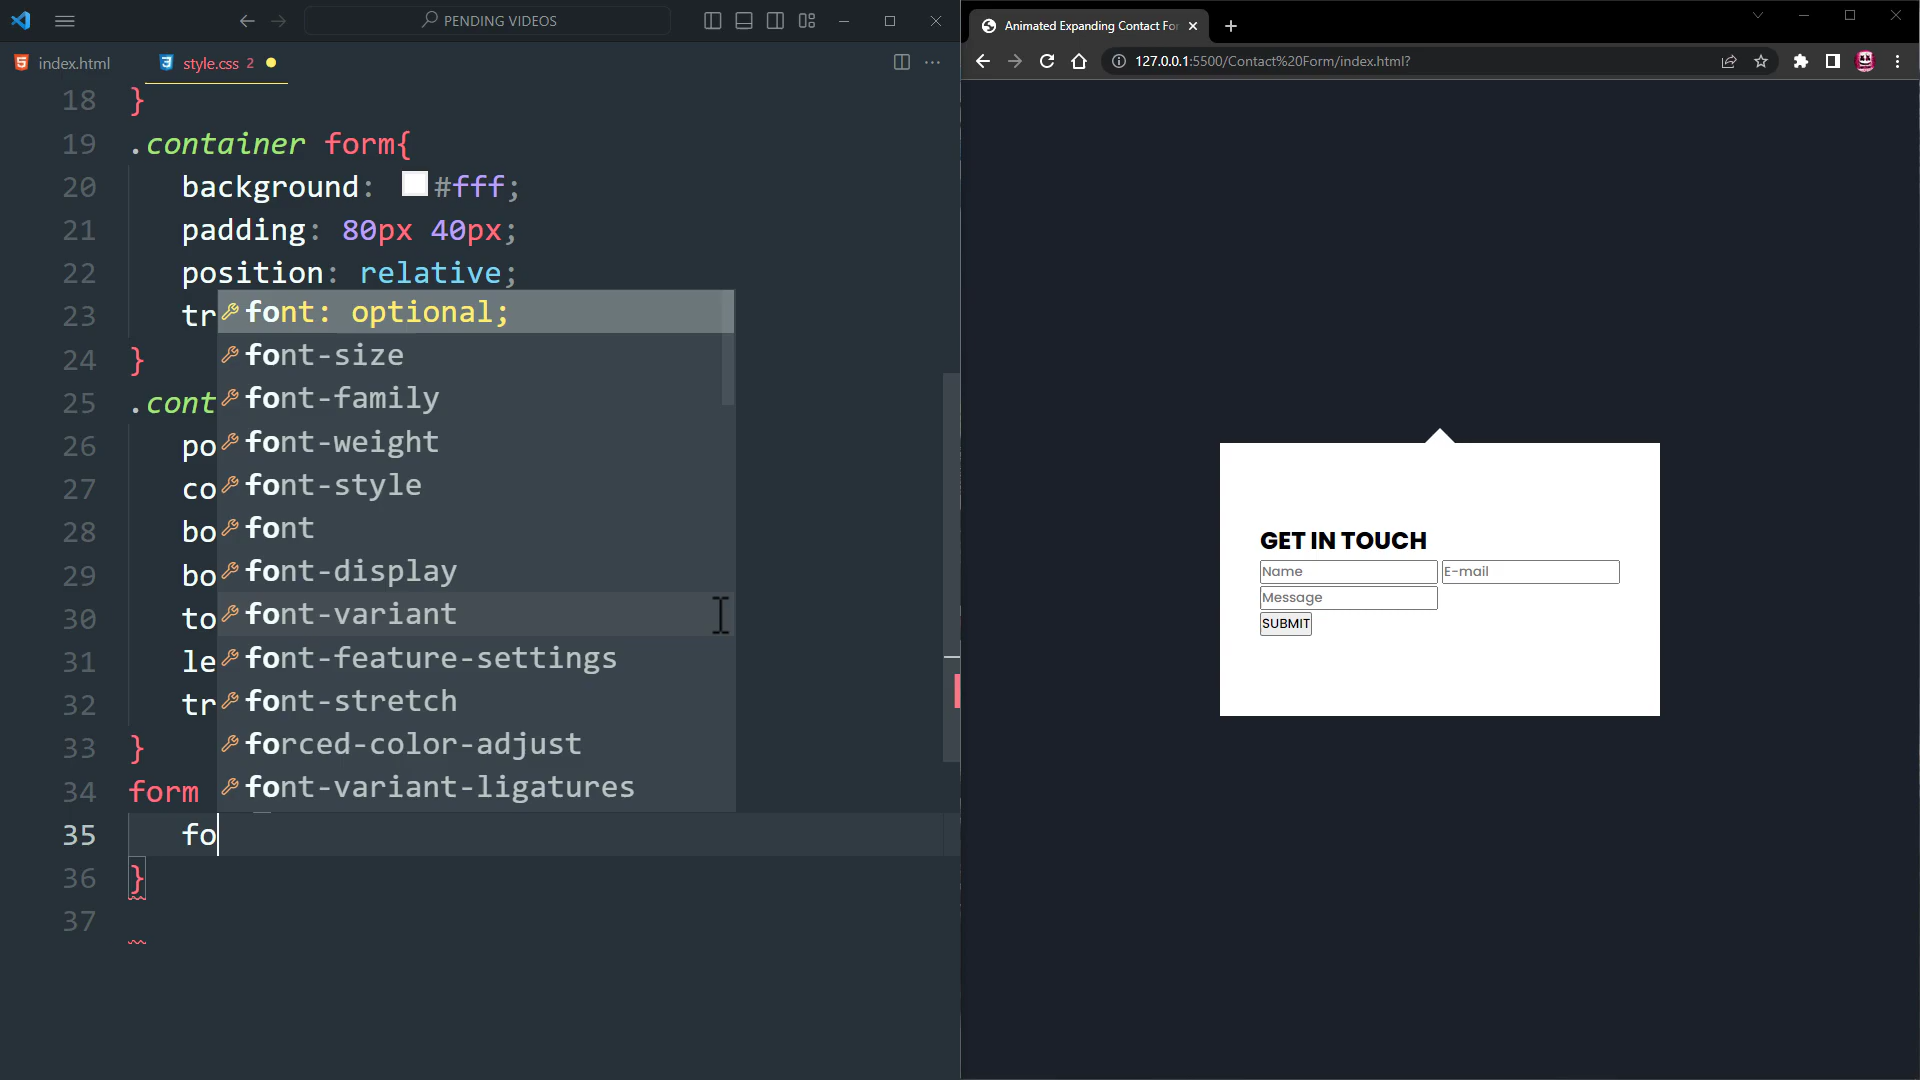 PENDING VIDEOS
index.html
style.css 2
18 }
19 .container form{
20 background: #fff;
21 padding: 80px 40px;
22 position: relative;
23 tr
24 }
25 .cont
26 po
27 co
28 bo
29 bo
30 to
31 le
32 tr
33 }
34 form
35 fo
36 }
37
font: optional;
font-size
font-family
font-weight
font-style
font
font-display
font-variant
font-feature-settings
font-stretch
forced-color-adjust
font-variant-ligatures
Animated Expanding Contact For
127.0.0.1:5500/Contact%20Form/index.html?
GET IN TOUCH
Name
E-mail
Message
SUBMIT